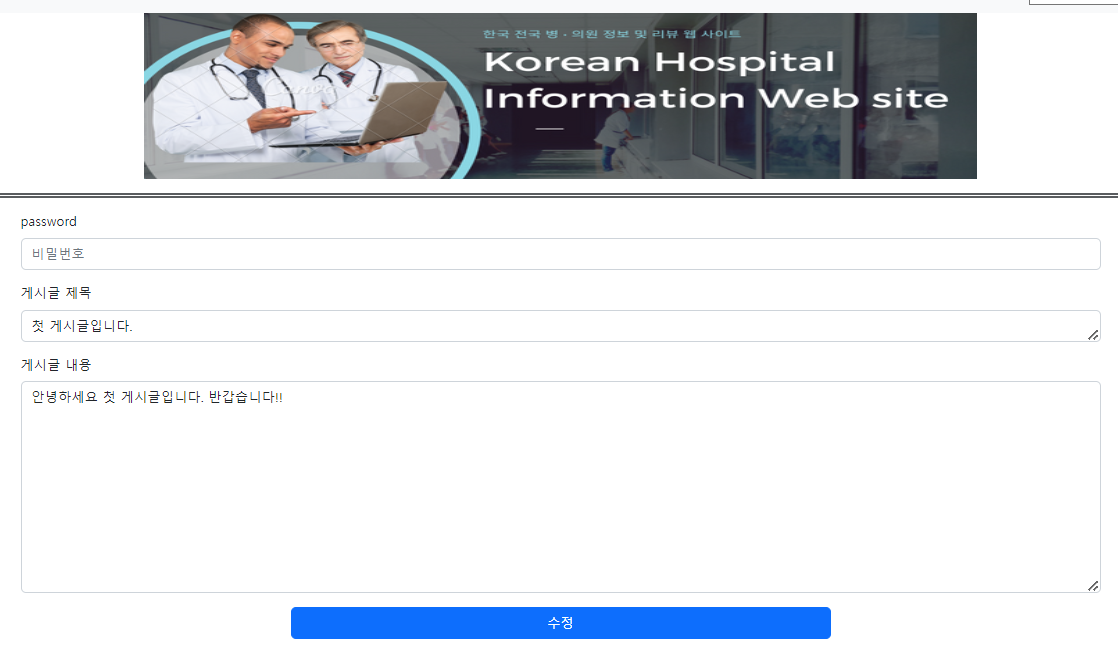 한국 전국 병 · 의원 정보 및 리뷰 웹 사이트
Korean Hospital
Information Web site
Canva
password
비밀번호
게시글 제목
첫 게시글입니다.
게시글 내용
안녕하세요 첫 게시글입니다. 반갑습니다!!
수정